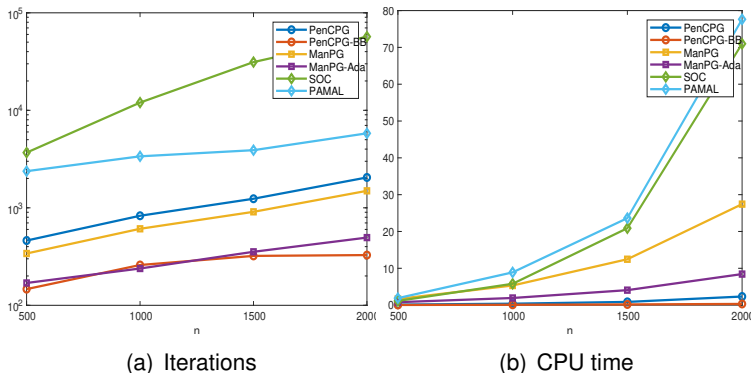 10^5
10^4
10^3
10^2
500
1000
1500
2000
n
PenCPG
PenCPG-BB
ManPG
ManPG-Ada
SOC
PAMAL
(a) Iterations
80
70
60
50
40
30
20
10
0
500
1000
1500
2000
n
PenCPG
PenCPG-BB
ManPG
ManPG-Ada
SOC
PAMAL
(b) CPU time